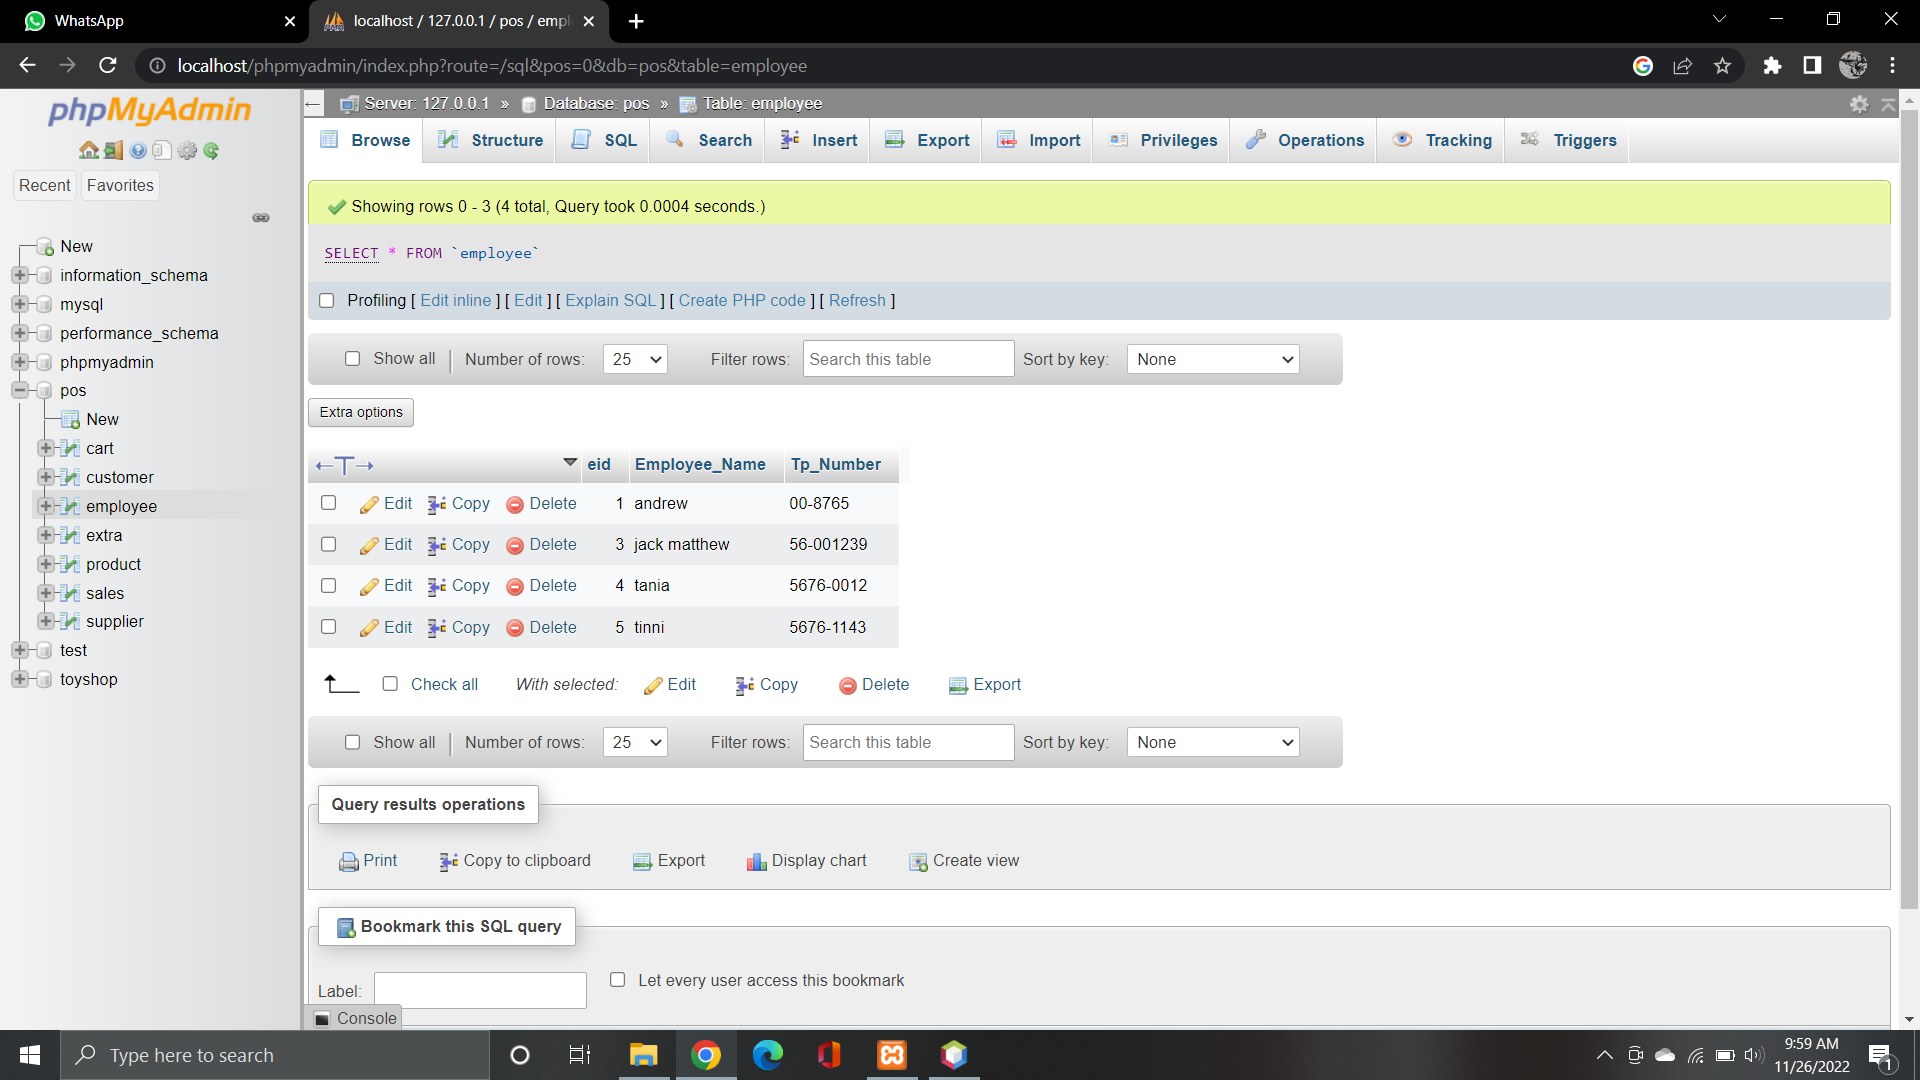 WhatsApp
localhost / 127.0.0.1 / pos / empl
localhost/phpmyadmin/index.php?route=/sql&pos=0&db=pos&table=employee
phpMyAdmin
Recent Favorites
New
information_schema
mysql
performance_schema
phpmyadmin
pos
New
cart
customer
employee
extra
product
sales
supplier
test
toyshop
Server: 127.0.0.1 » Database: pos » Table: employee
Browse Structure SQL Search Insert Export Import Privileges Operations Tracking Triggers
Showing rows 0 - 3 (4 total, Query took 0.0004 seconds.)
SELECT * FROM `employee`
Profiling [ Edit inline ] [ Edit ] [ Explain SQL ] [ Create PHP code ] [ Refresh ]
Show all Number of rows: 25 Filter rows: Search this table Sort by key: None
Extra options
←T→ eid Employee_Name Tp_Number
Edit Copy Delete 1 andrew 00-8765
Edit Copy Delete 3 jack matthew 56-001239
Edit Copy Delete 4 tania 5676-0012
Edit Copy Delete 5 tinni 5676-1143
Check all With selected: Edit Copy Delete Export
Show all Number of rows: 25 Filter rows: Search this table Sort by key: None
Query results operations
Print Copy to clipboard Export Display chart Create view
Bookmark this SQL query
Label: Let every user access this bookmark
Console
Type here to search
9:59 AM
11/26/2022
1